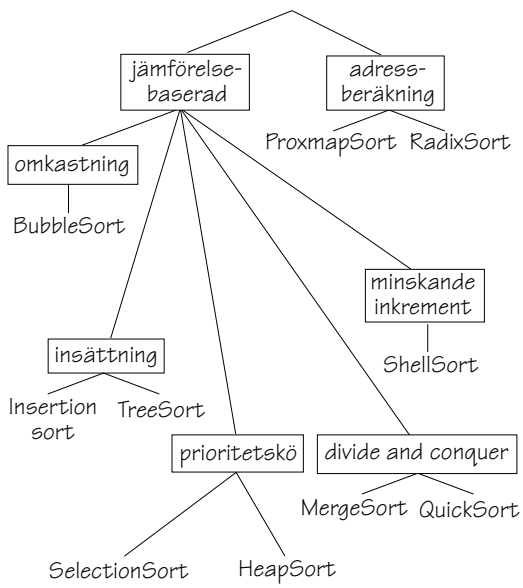 jämförelse-
baserad
adress-
beräkning
ProxmapSort RadixSort
omkastning
BubbleSort
minskande
inkrement
ShellSort
insättning
Insertion
sort
TreeSort
prioritetskö
divide and conquer
MergeSort QuickSort
SelectionSort
HeapSort